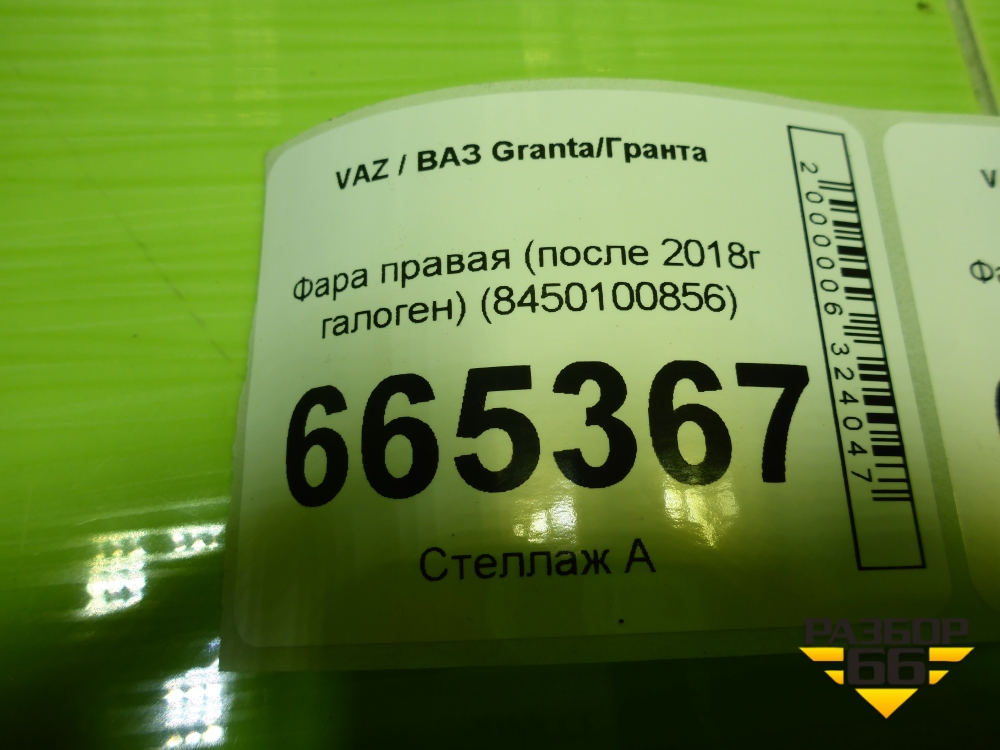 VAZ / ВАЗ Granta/Гранта
Фара правая (после 2018г
галоген) (8450100856)
665367
Стеллаж А
2000006324047
РАЗБОР
66